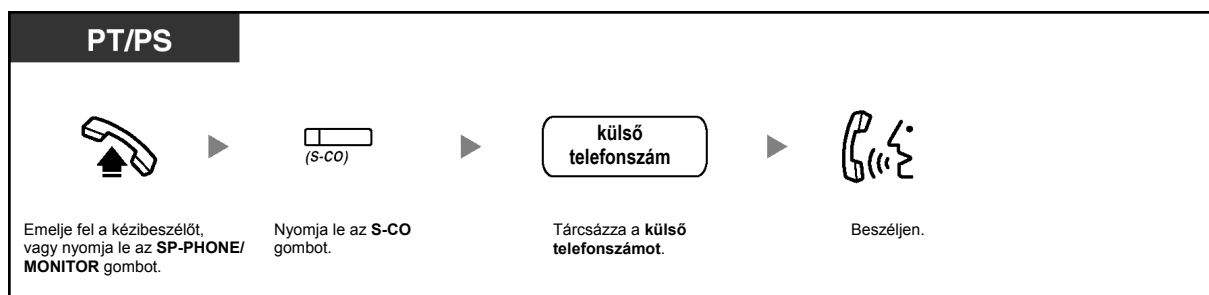 PT/PS
(S-CO)
külső
telefonszám
Emelje fel a kézibeszélőt,
vagy nyomja le az SP-PHONE/
MONITOR gombot.
Nyomja le az S-CO
gombot.
Tárcsázza a külső
telefonszámot.
Beszéljen.